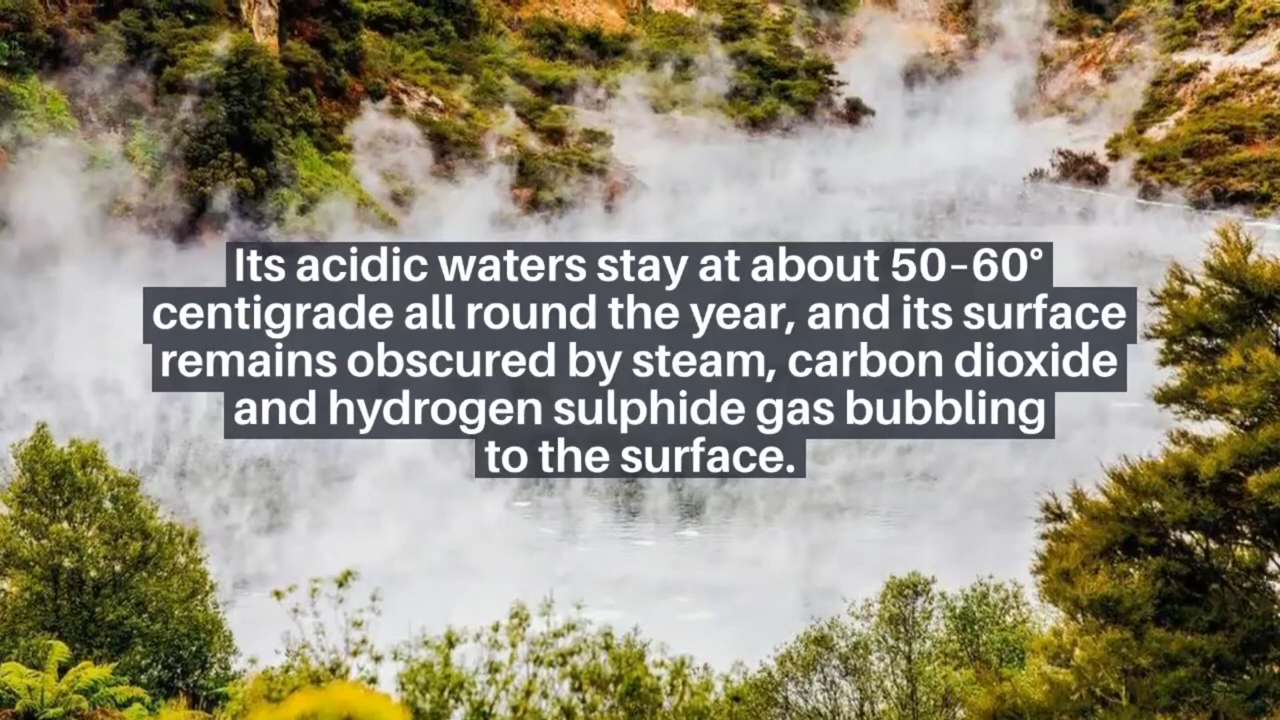 Its acidic waters stay at about 50-60°
centigrade all round the year, and its surface
remains obscured by steam, carbon dioxide
and hydrogen sulphide gas bubbling
to the surface.